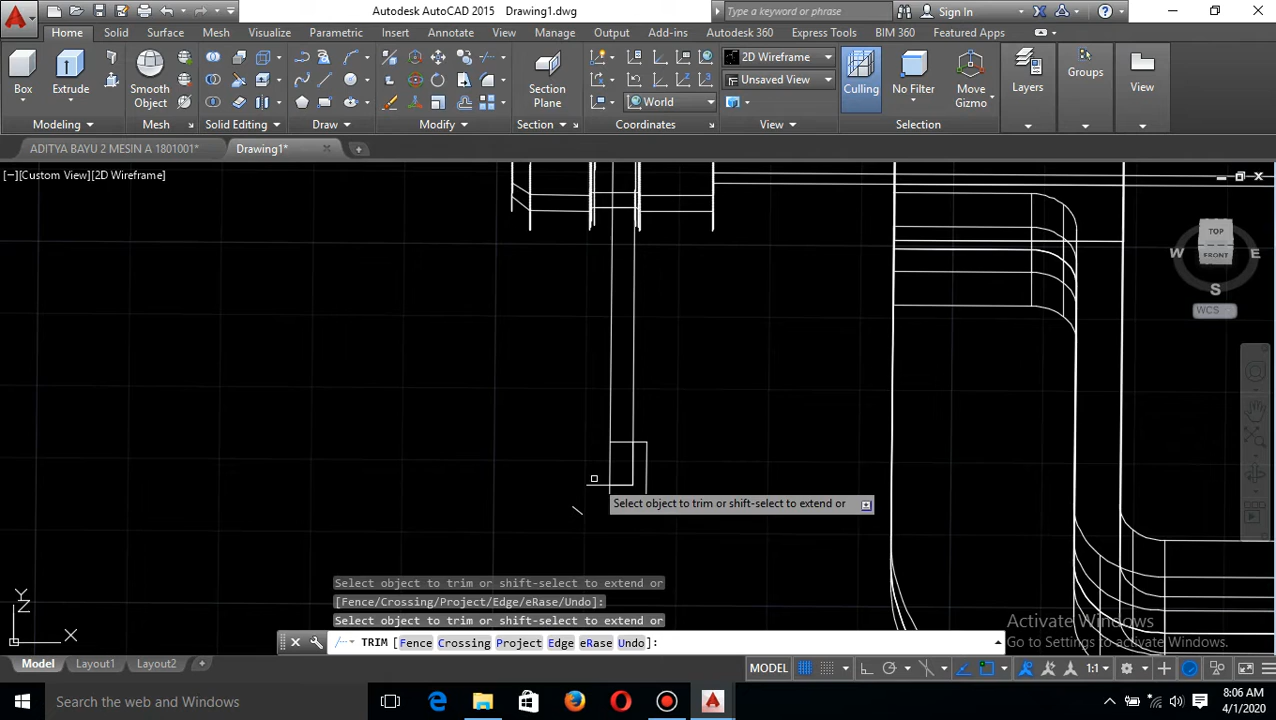 Autodesk AutoCAD 2015 Drawing1.dwg
Type a keyword or phrase
Sign In
Home Solid Surface Mesh Visualize Parametric Insert Annotate View Manage Output Add-ins Autodesk 360 Express Tools BIM 360 Featured Apps
Box
Extrude
Smooth
Object
Section
Plane
2D Wireframe
Unsaved View
World
Culling
No Filter
Move
Gizmo
Layers
Groups
View
Modeling Mesh Solid Editing Draw Modify Section Coordinates View Selection
ADITYA BAYU 2 MESIN A 1801001* Drawing1*
[−][Custom View][2D Wireframe]
TOP
W E
FRONT
S
WCS
Select object to trim or shift-select to extend or
Select object to trim or shift-select to extend or
[Fence/Crossing/Project/Edge/eRase/Undo]:
Select object to trim or shift-select to extend or
Y
Z
X
Activate Windows
Go to Settings to activate Windows.
TRIM [Fence Crossing Project Edge eRase Undo]:
Model Layout1 Layout2
MODEL
1:1
Search the web and Windows
8:06 AM
4/1/2020